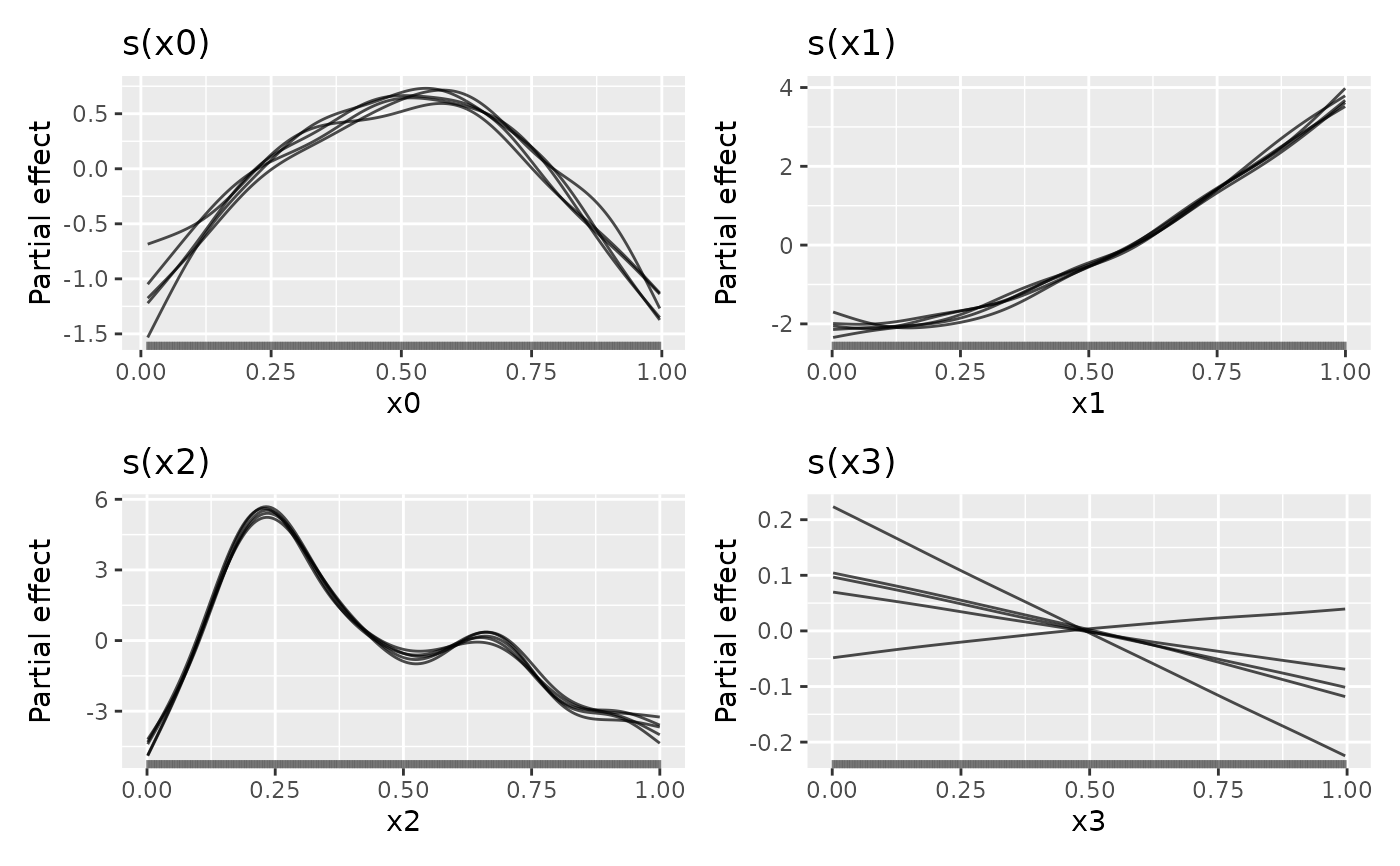 s(x0)
Partial effect
0.5
0.0
-0.5
-1.0
-1.5
0.00 0.25 0.50 0.75 1.00
x0
s(x1)
Partial effect
4
2
0
-2
0.00 0.25 0.50 0.75 1.00
x1
s(x2)
Partial effect
6
3
0
-3
0.00 0.25 0.50 0.75 1.00
x2
s(x3)
Partial effect
0.2
0.1
0.0
-0.1
-0.2
0.00 0.25 0.50 0.75 1.00
x3